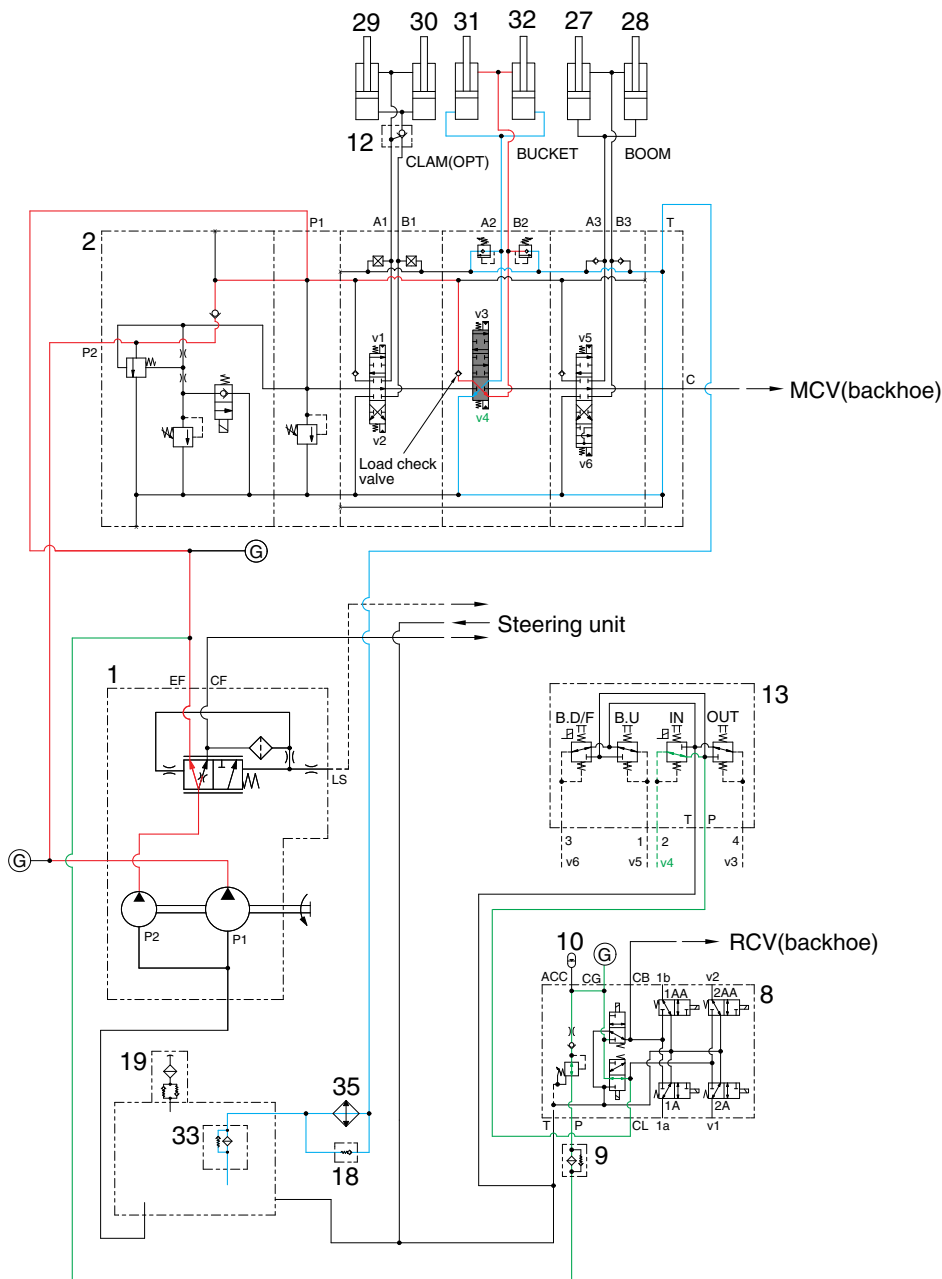 29 30 31 32 27 28
12
CLAM(OPT) BUCKET BOOM
P1 A1 B1 A2 B2 A3 B3 T
2
v1 v3 v5
P2
C
MCV(backhoe)
v2 v4 v6
Load check
valve
G
Steering unit
1
EF CF
LS
13
B.D/F B.U IN OUT
T P
3 1 2 4
v6 v5 v4 v3
G
P2 P1
10
G
RCV(backhoe)
ACC CG CB 1b v2
8
1AA 2AA
1A 2A
T P CL 1a v1
19
35
33
18
9